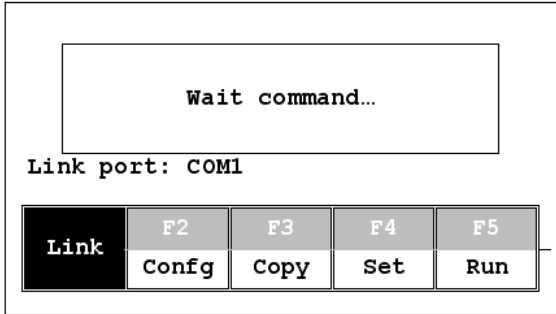 Wait command…
Link port: COM1
Link
F2 F3 F4 F5
Confg Copy Set Run